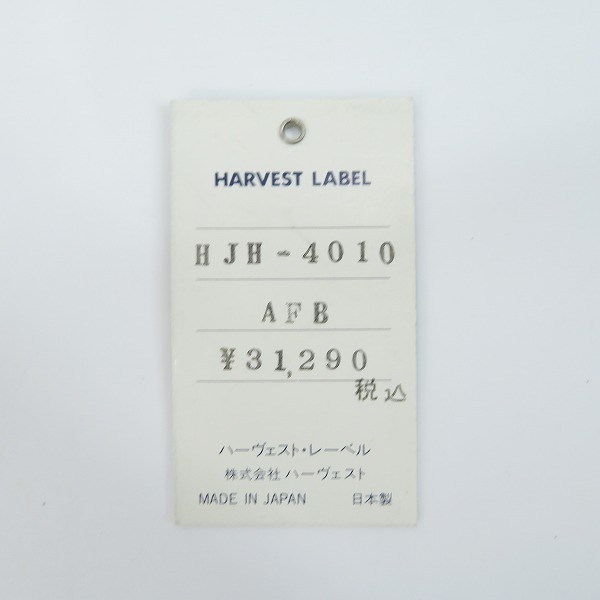 HARVEST LABEL
HJH-4010
AFB
¥31,290
税込
ハーヴェスト・レーベル
株式会社 ハーヴェスト
MADE IN JAPAN 日本製